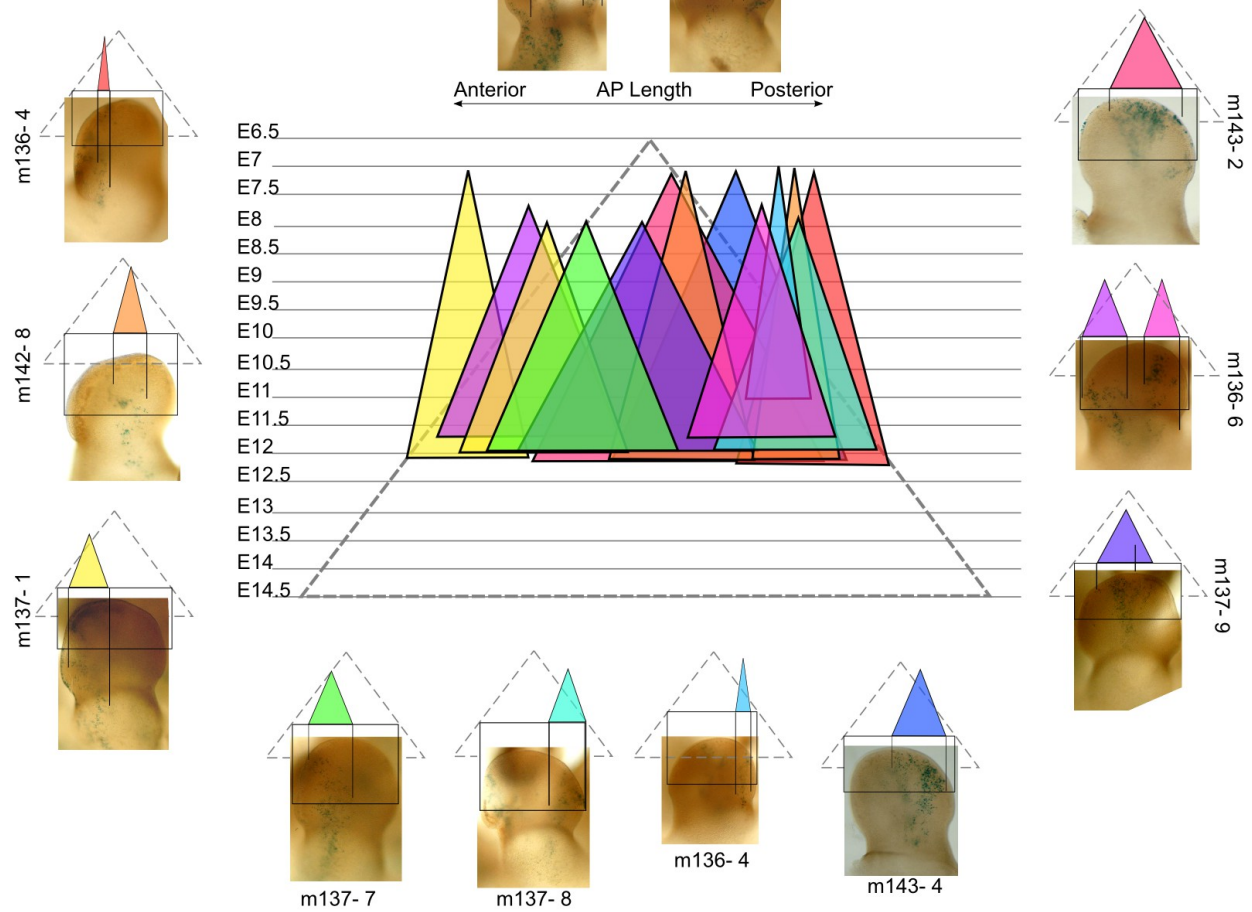 Anterior AP Length Posterior
E6.5
E7
E7.5
E8
E8.5
E9
E9.5
E10
E10.5
E11
E11.5
E12
E12.5
E13
E13.5
E14
E14.5
m136- 4
m142- 8
m137- 1
m143- 2
m136- 6
m137- 9
m137- 7
m137- 8
m136- 4
m143- 4